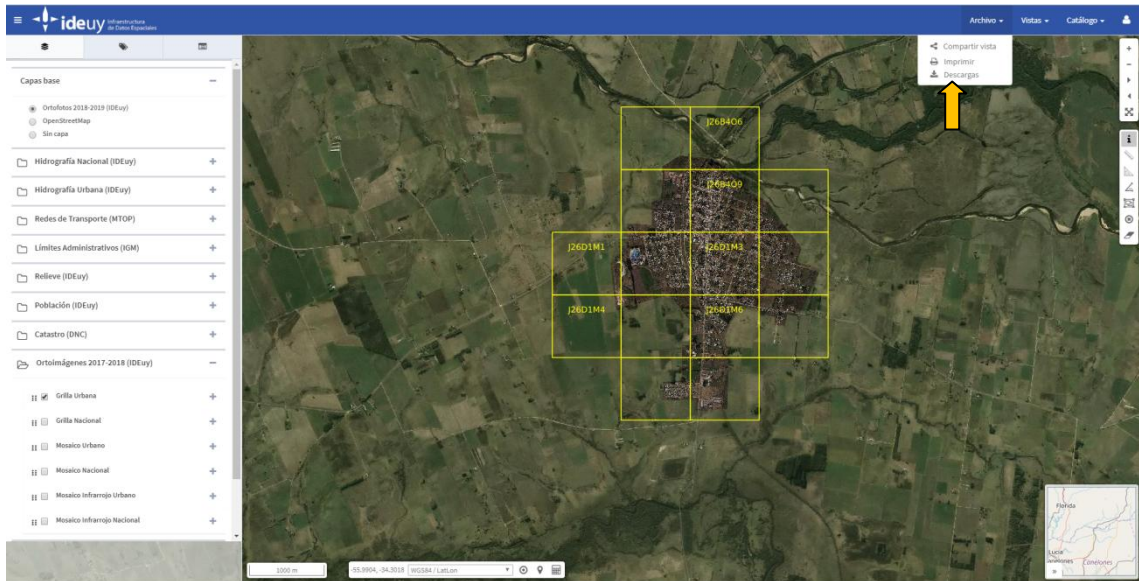 ideuy Infraestructura de Datos Espaciales
Archivo Vistas Catálogo
Compartir vista
Imprimir
Descargas
Capas base
Ortofotos 2018-2019 (IDEuy)
OpenStreetMap
Sin capa
Hidrografía Nacional (IDEuy)
Hidrografía Urbana (IDEuy)
Redes de Transporte (MTOP)
Límites Administrativos (IGM)
Relieve (IDEuy)
Población (IDEuy)
Catastro (DNC)
Ortoimágenes 2017-2018 (IDEuy)
Grilla Urbana
Grilla Nacional
Mosaico Urbano
Mosaico Nacional
Mosaico Infrarrojo Urbano
Mosaico Infrarrojo Nacional
J26B4O6
J26B4O9
J26D1M1
J26D1M3
J26D1M4
J26D1M6
1000 m
-55.9904, -34.3018
WGS84 / LatLon
Florida
Lucía
Canelones